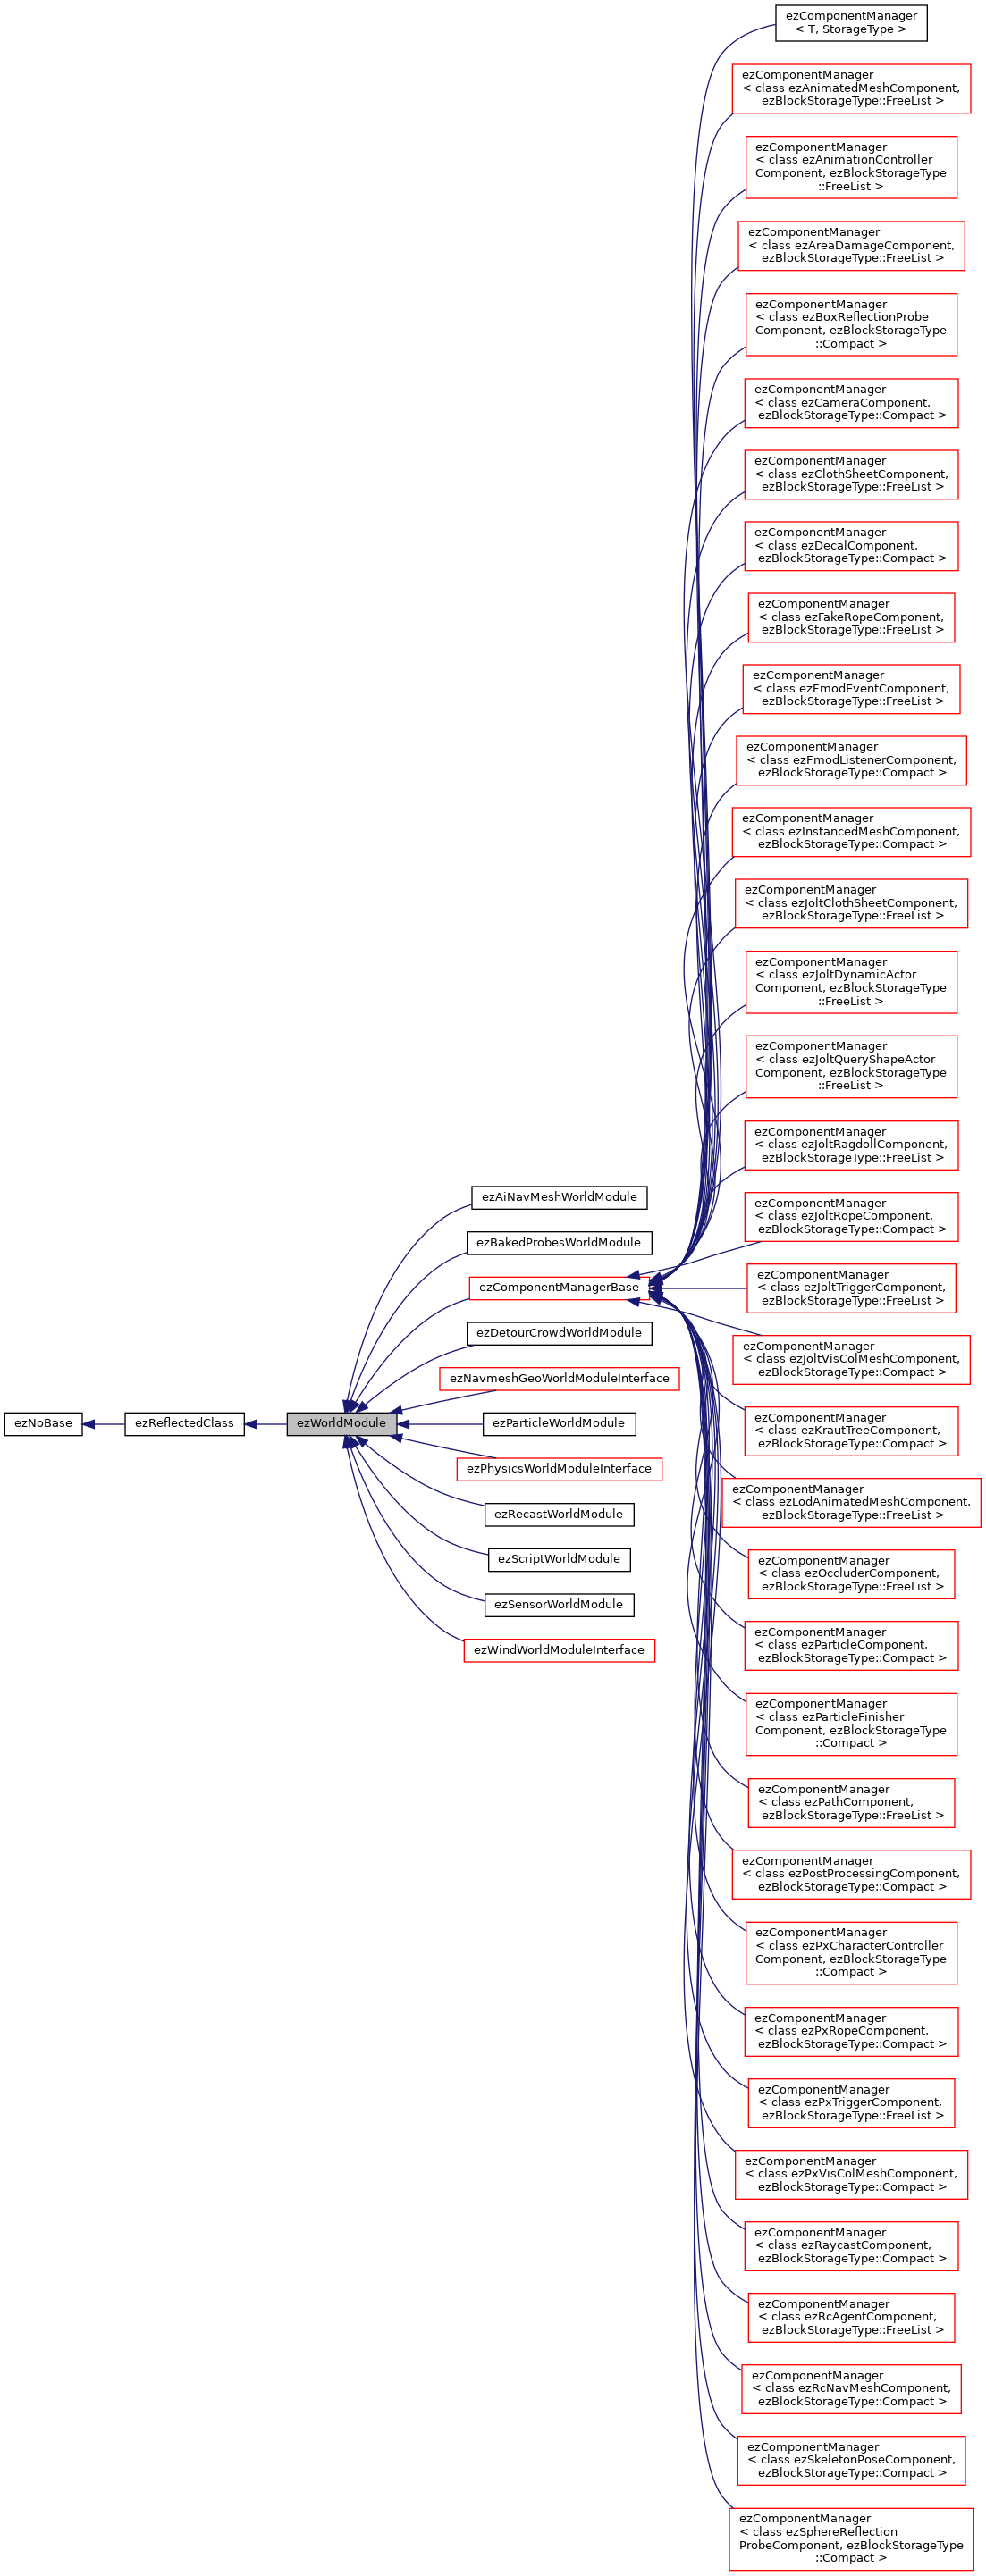 ezNoBase
ezReflectedClass
ezWorldModule
ezAiNavMeshWorldModule
ezBakedProbesWorldModule
ezComponentManagerBase
ezDetourCrowdWorldModule
ezNavmeshGeoWorldModuleInterface
ezParticleWorldModule
ezPhysicsWorldModuleInterface
ezRecastWorldModule
ezScriptWorldModule
ezSensorWorldModule
ezWindWorldModuleInterface
ezComponentManager
< T, StorageType >
ezComponentManager
< class ezAnimatedMeshComponent,
ezBlockStorageType::FreeList >
ezComponentManager
< class ezAnimationController
Component, ezBlockStorageType
::FreeList >
ezComponentManager
< class ezAreaDamageComponent,
ezBlockStorageType::FreeList >
ezComponentManager
< class ezBoxReflectionProbe
Component, ezBlockStorageType
::Compact >
ezComponentManager
< class ezCameraComponent,
ezBlockStorageType::Compact >
ezComponentManager
< class ezClothSheetComponent,
ezBlockStorageType::FreeList >
ezComponentManager
< class ezDecalComponent,
ezBlockStorageType::Compact >
ezComponentManager
< class ezFakeRopeComponent,
ezBlockStorageType::FreeList >
ezComponentManager
< class ezFmodEventComponent,
ezBlockStorageType::FreeList >
ezComponentManager
< class ezFmodListenerComponent,
ezBlockStorageType::Compact >
ezComponentManager
< class ezInstancedMeshComponent,
ezBlockStorageType::Compact >
ezComponentManager
< class ezJoltClothSheetComponent,
ezBlockStorageType::FreeList >
ezComponentManager
< class ezJoltDynamicActor
Component, ezBlockStorageType
::FreeList >
ezComponentManager
< class ezJoltQueryShapeActor
Component, ezBlockStorageType
::FreeList >
ezComponentManager
< class ezJoltRagdollComponent,
ezBlockStorageType::FreeList >
ezComponentManager
< class ezJoltRopeComponent,
ezBlockStorageType::Compact >
ezComponentManager
< class ezJoltTriggerComponent,
ezBlockStorageType::FreeList >
ezComponentManager
< class ezJoltVisColMeshComponent,
ezBlockStorageType::Compact >
ezComponentManager
< class ezKrautTreeComponent,
ezBlockStorageType::Compact >
ezComponentManager
< class ezLodAnimatedMeshComponent,
ezBlockStorageType::FreeList >
ezComponentManager
< class ezOccluderComponent,
ezBlockStorageType::FreeList >
ezComponentManager
< class ezParticleComponent,
ezBlockStorageType::Compact >
ezComponentManager
< class ezParticleFinisher
Component, ezBlockStorageType
::Compact >
ezComponentManager
< class ezPathComponent,
ezBlockStorageType::FreeList >
ezComponentManager
< class ezPostProcessingComponent,
ezBlockStorageType::Compact >
ezComponentManager
< class ezPxCharacterController
Component, ezBlockStorageType
::Compact >
ezComponentManager
< class ezPxRopeComponent,
ezBlockStorageType::Compact >
ezComponentManager
< class ezPxTriggerComponent,
ezBlockStorageType::FreeList >
ezComponentManager
< class ezPxVisColMeshComponent,
ezBlockStorageType::Compact >
ezComponentManager
< class ezRaycastComponent,
ezBlockStorageType::Compact >
ezComponentManager
< class ezRcAgentComponent,
ezBlockStorageType::FreeList >
ezComponentManager
< class ezRcNavMeshComponent,
ezBlockStorageType::Compact >
ezComponentManager
< class ezSkeletonPoseComponent,
ezBlockStorageType::Compact >
ezComponentManager
< class ezSphereReflection
ProbeComponent, ezBlockStorageType
::Compact >